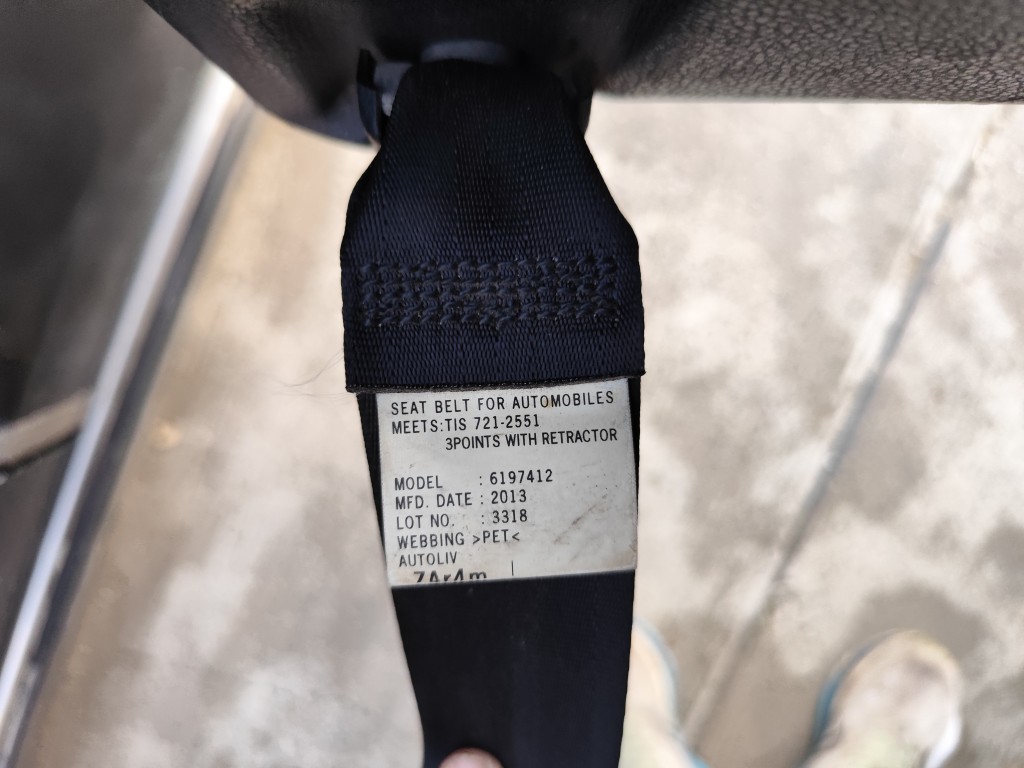 SEAT BELT FOR AUTOMOBILES
MEETS:TIS 721-2551
3POINTS WITH RETRACTOR
MODEL : 6197412
MFD. DATE : 2013
LOT NO. : 3318
WEBBING >PET<
AUTOLIV